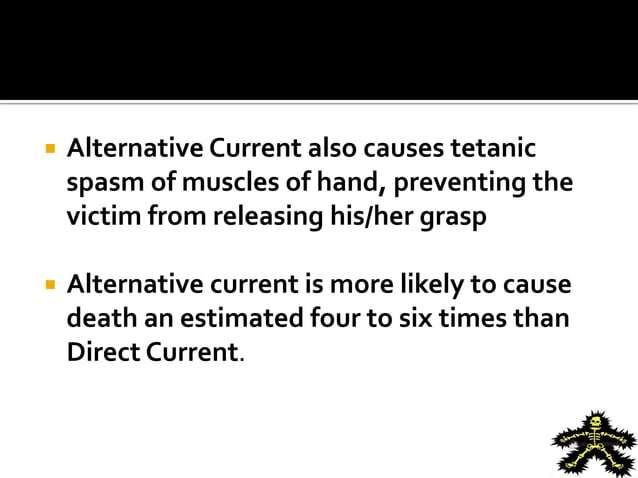 Alternative Current also causes tetanic
spasm of muscles of hand, preventing the
victim from releasing his/her grasp
Alternative current is more likely to cause
death an estimated four to six times than
Direct Current.